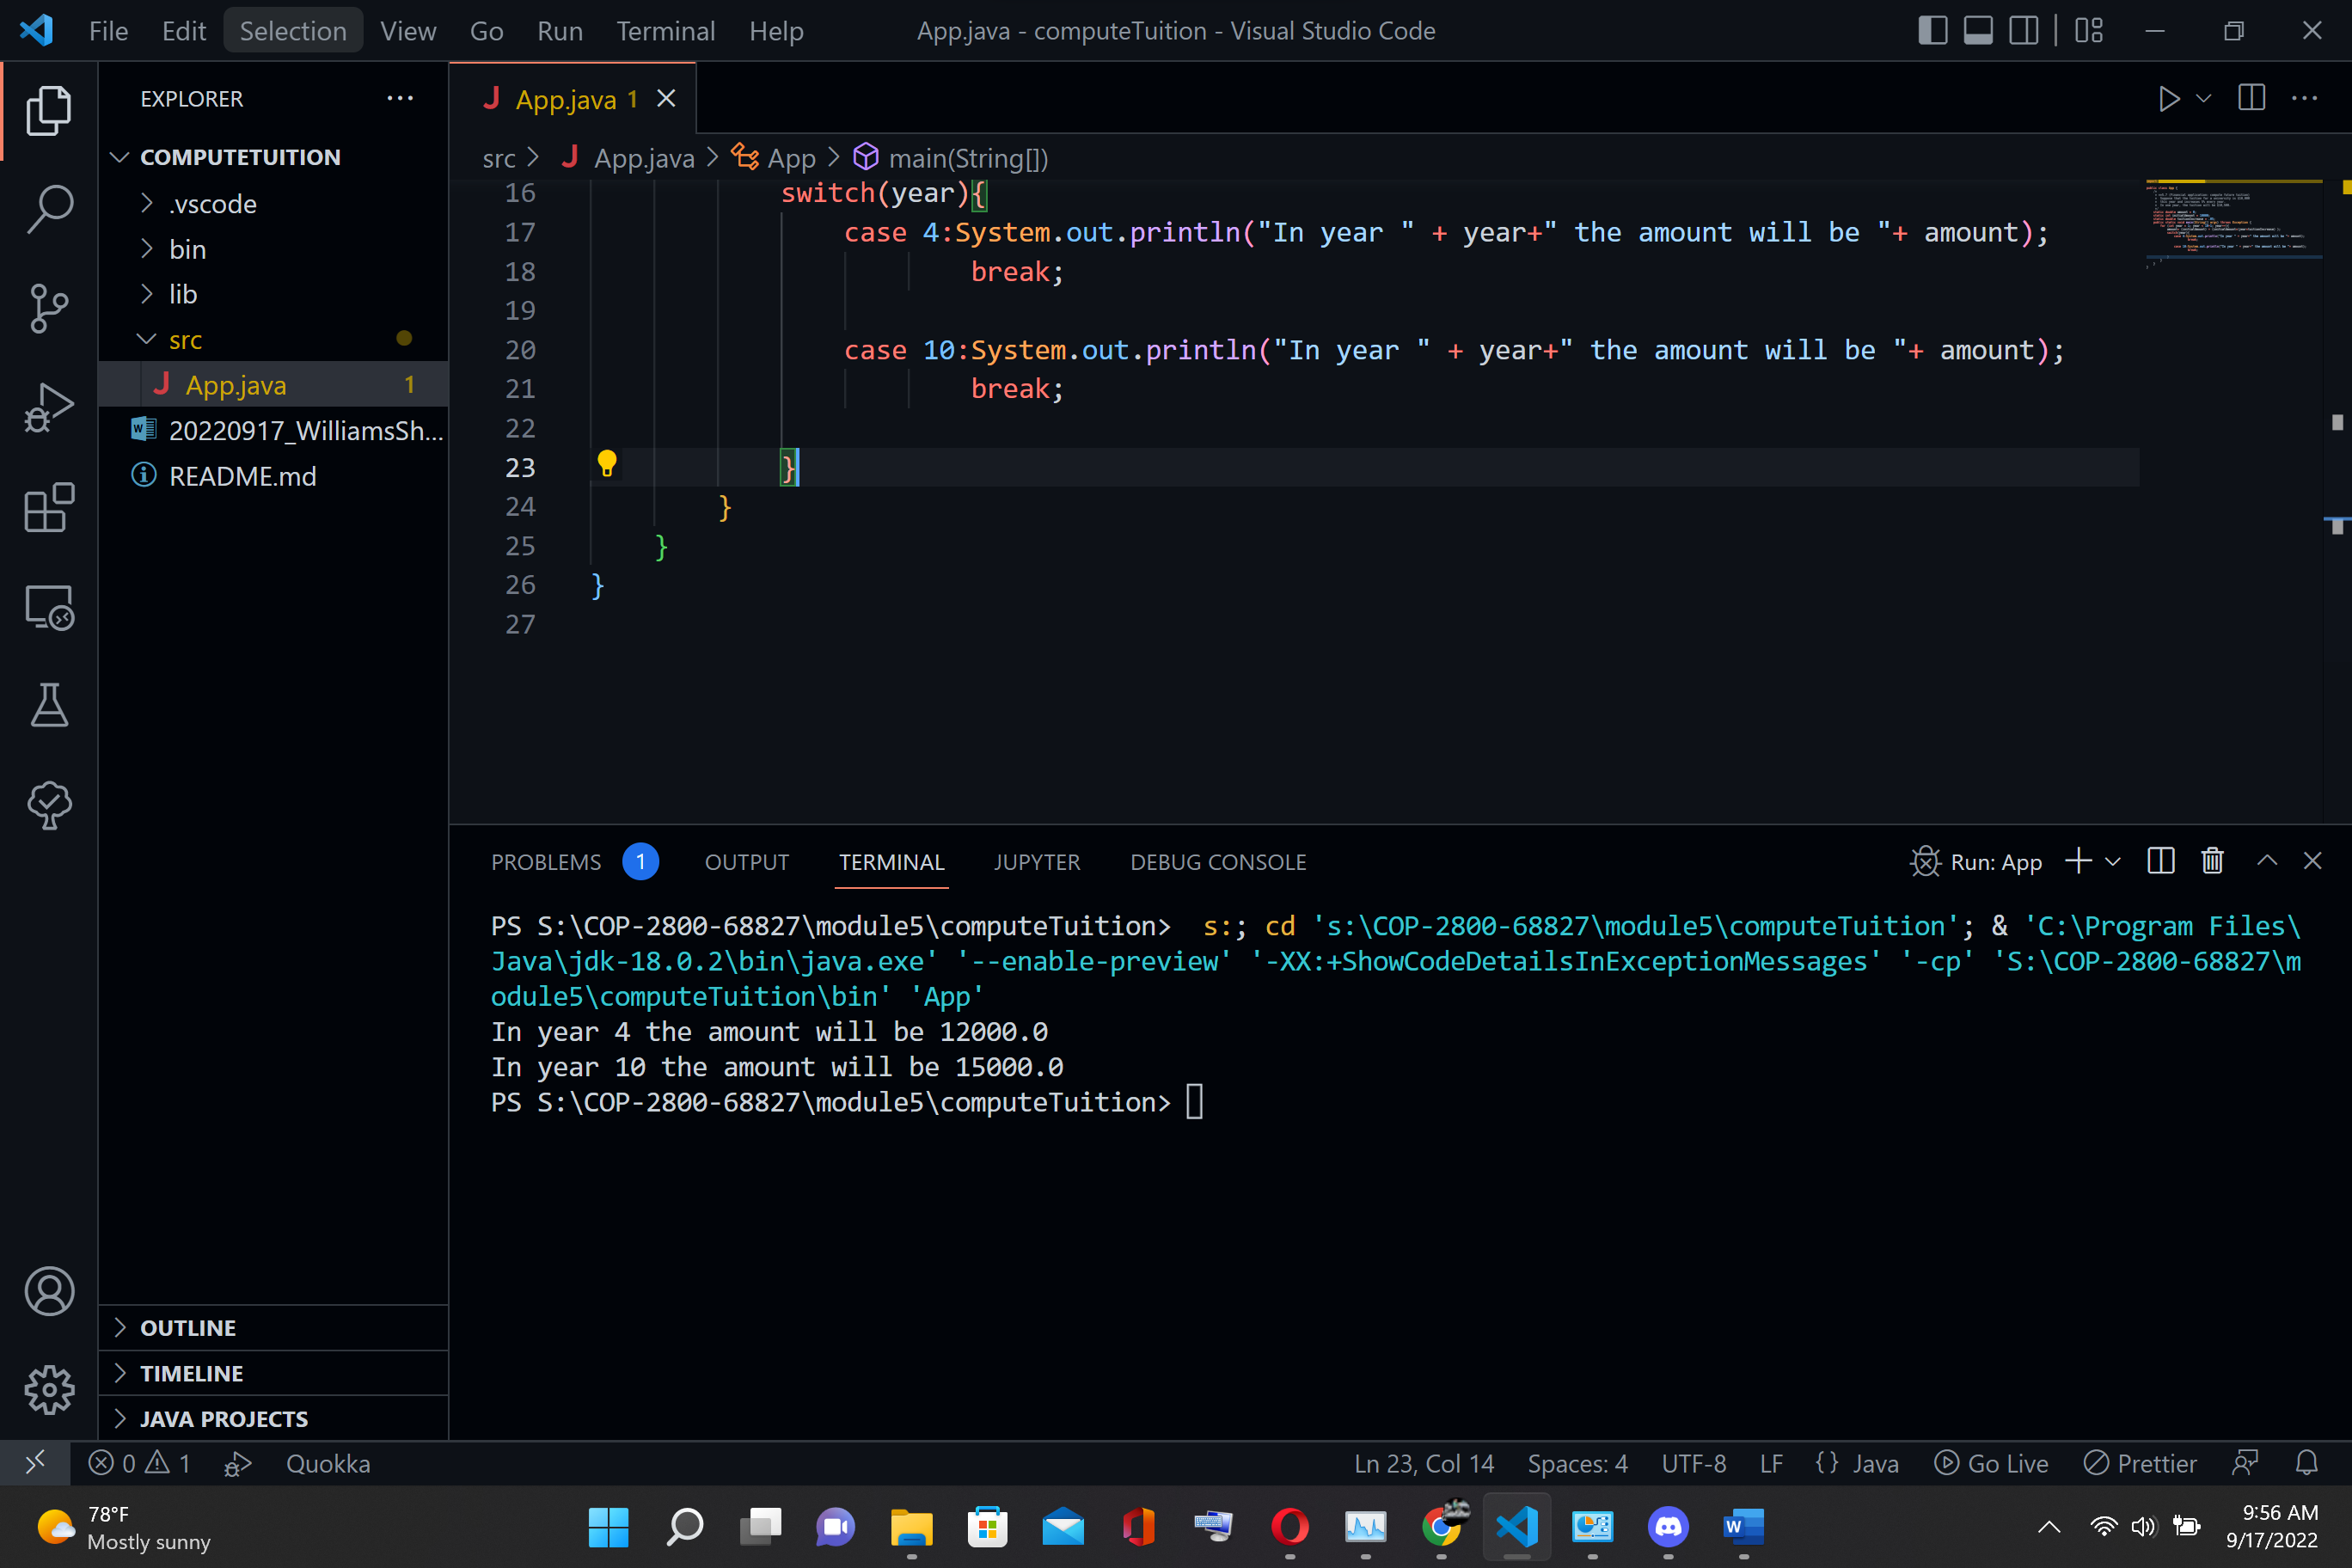 File Edit Selection View Go Run Terminal Help App.java - computeTuition - Visual Studio Code
EXPLORER
COMPUTETUITION
.vscode
bin
lib
src
J App.java 1
20220917_WilliamsSh...
README.md
OUTLINE
TIMELINE
JAVA PROJECTS
J App.java 1
src > J App.java > App > main(String[])
16 switch(year){
17 case 4:System.out.println("In year " + year+" the amount will be "+ amount);
18 break;
19
20 case 10:System.out.println("In year " + year+" the amount will be "+ amount);
21 break;
22
23 }
24 }
25 }
26 }
27
PROBLEMS 1 OUTPUT TERMINAL JUPYTER DEBUG CONSOLE Run: App
PS S:\COP-2800-68827\module5\computeTuition>  s:; cd 's:\COP-2800-68827\module5\computeTuition'; & 'C:\Program Files\
Java\jdk-18.0.2\bin\java.exe' '--enable-preview' '-XX:+ShowCodeDetailsInExceptionMessages' '-cp' 'S:\COP-2800-68827\m
odule5\computeTuition\bin' 'App'
In year 4 the amount will be 12000.0
In year 10 the amount will be 15000.0
PS S:\COP-2800-68827\module5\computeTuition>
0 1 Quokka Ln 23, Col 14 Spaces: 4 UTF-8 LF {} Java Go Live Prettier
78°F
Mostly sunny
9:56 AM
9/17/2022